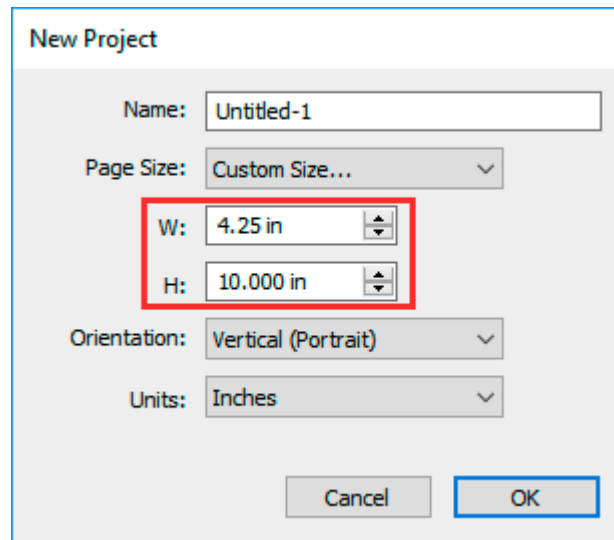 New Project
Name: Untitled-1
Page Size: Custom Size...
W: 4.25 in
H: 10.000 in
Orientation: Vertical (Portrait)
Units: Inches
Cancel OK